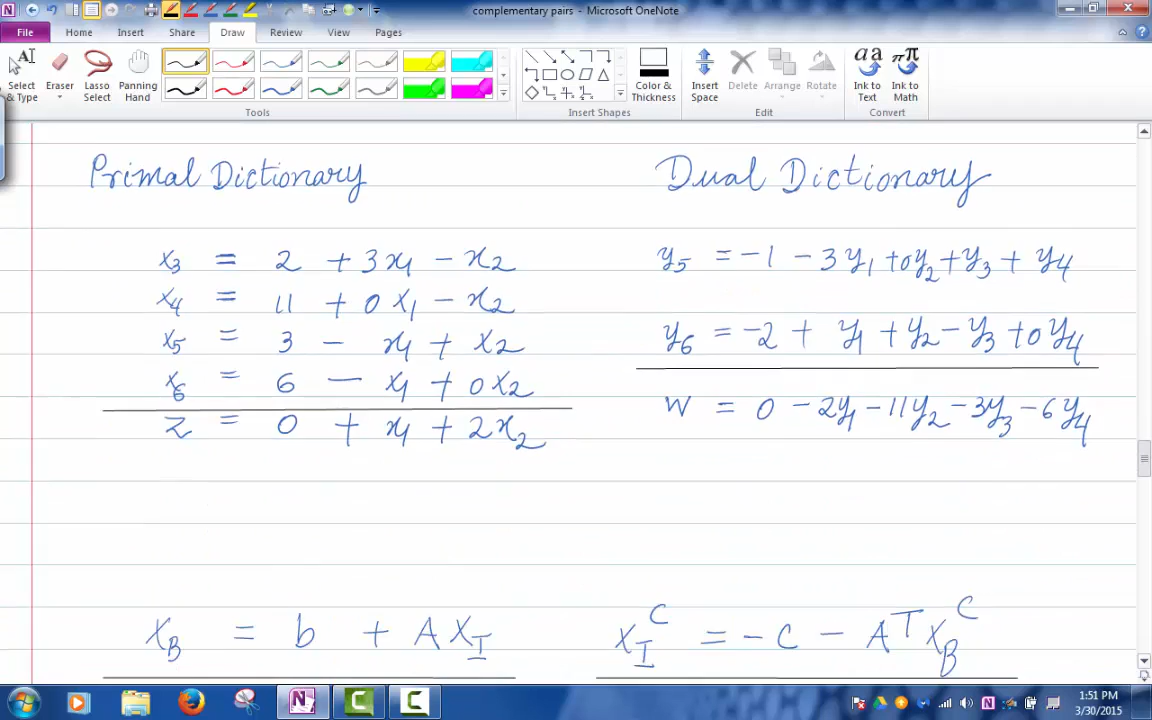 complementary pairs - Microsoft OneNote
File Home Insert Share Draw Review View Pages
Select & Type
Eraser
Lasso Select
Panning Hand
Color & Thickness
Insert Space
Delete
Arrange
Rotate
Ink to Text
Ink to Math
Tools
Insert Shapes
Edit
Convert
Primal Dictionary
x3 = 2 + 3x1 - x2
x4 = 11 + 0x1 - x2
x5 = 3 - x1 + x2
x6 = 6 - x1 + 0x2
z = 0 + x1 + 2x2
Dual Dictionary
y5 = -1 - 3y1 + 0y2 + y3 + y4
y6 = -2 + y1 + y2 - y3 + 0y4
W = 0 - 2y1 - 11y2 - 3y3 - 6y4
x_B = b + A x_I
x_I^C = -C - A^T x_B^C
1:51 PM
3/30/2015